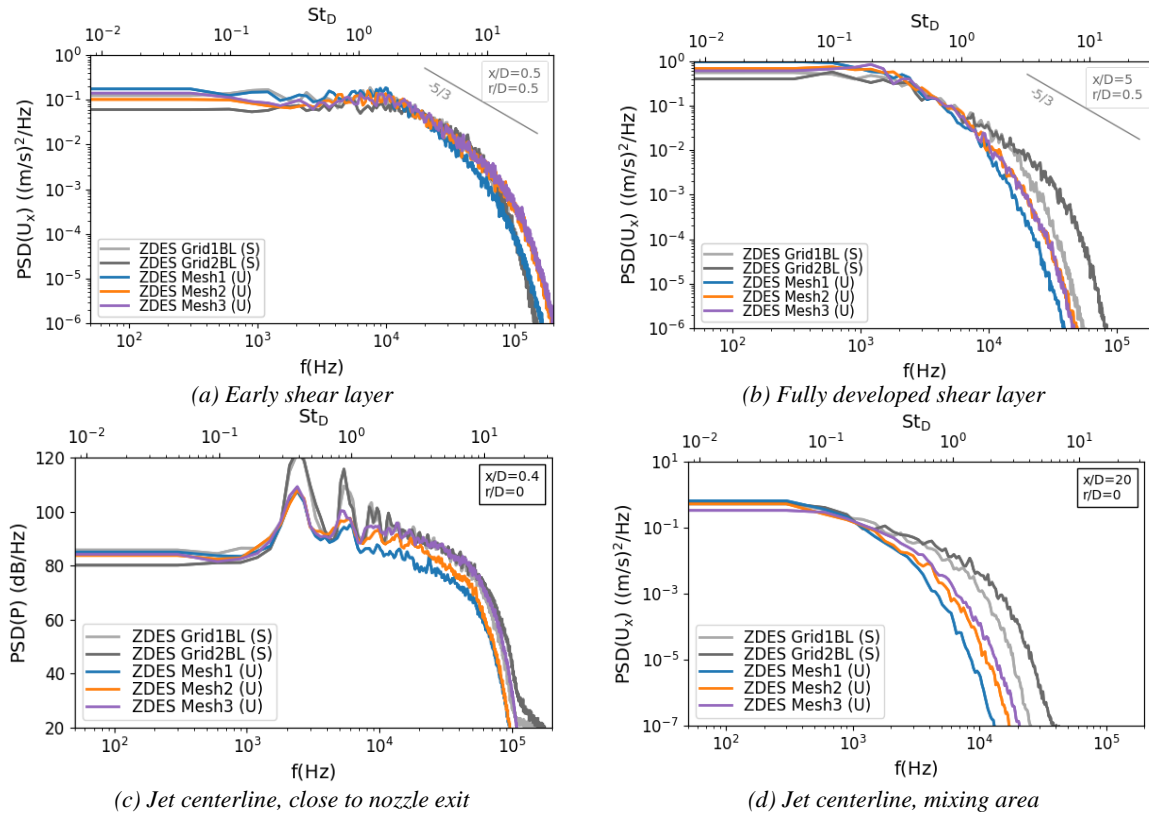 St_D
10^-2 10^-1 10^0 10^1
10^0
10^-1
10^-2
10^-3
10^-4
10^-5
10^-6
PSD(U_x) ((m/s)^2/Hz)
-5/3
x/D=0.5
r/D=0.5
ZDES Grid1BL (S)
ZDES Grid2BL (S)
ZDES Mesh1 (U)
ZDES Mesh2 (U)
ZDES Mesh3 (U)
10^2 10^3 10^4 10^5
f(Hz)
(a) Early shear layer
St_D
10^-2 10^-1 10^0 10^1
10^0
10^-1
10^-2
10^-3
10^-4
10^-5
10^-6
PSD(U_x) ((m/s)^2/Hz)
-5/3
x/D=5
r/D=0.5
ZDES Grid1BL (S)
ZDES Grid2BL (S)
ZDES Mesh1 (U)
ZDES Mesh2 (U)
ZDES Mesh3 (U)
10^2 10^3 10^4 10^5
f(Hz)
(b) Fully developed shear layer
St_D
10^-2 10^-1 10^0 10^1
120
100
80
60
40
20
PSD(P) (dB/Hz)
x/D=0.4
r/D=0
ZDES Grid1BL (S)
ZDES Grid2BL (S)
ZDES Mesh1 (U)
ZDES Mesh2 (U)
ZDES Mesh3 (U)
10^2 10^3 10^4 10^5
f(Hz)
(c) Jet centerline, close to nozzle exit
St_D
10^-2 10^-1 10^0 10^1
10^1
10^-1
10^-3
10^-5
10^-7
PSD(U_x) ((m/s)^2/Hz)
x/D=20
r/D=0
ZDES Grid1BL (S)
ZDES Grid2BL (S)
ZDES Mesh1 (U)
ZDES Mesh2 (U)
ZDES Mesh3 (U)
10^2 10^3 10^4 10^5
f(Hz)
(d) Jet centerline, mixing area